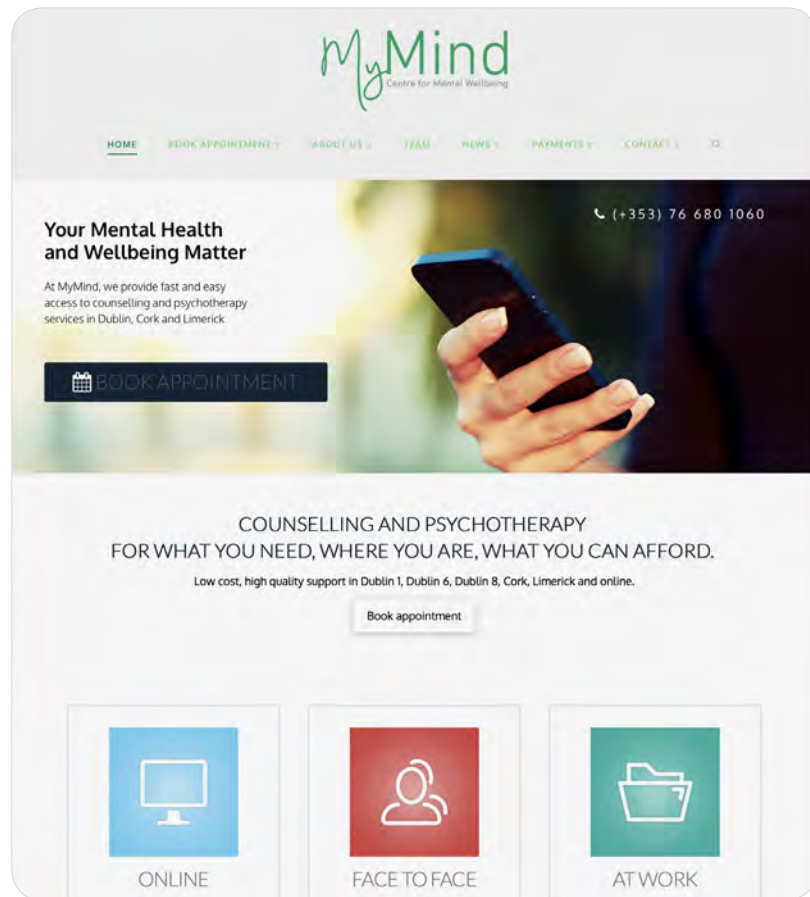 MyMind
Centre for Mental Wellbeing
HOME BOOK APPOINTMENT ABOUT US TEAM NEWS PAYMENTS CONTACT
(+353) 76 680 1060
Your Mental Health
and Wellbeing Matter
At MyMind, we provide fast and easy
access to counselling and psychotherapy
services in Dublin, Cork and Limerick
BOOK APPOINTMENT
COUNSELLING AND PSYCHOTHERAPY
FOR WHAT YOU NEED, WHERE YOU ARE, WHAT YOU CAN AFFORD.
Low cost, high quality support in Dublin 1, Dublin 6, Dublin 8, Cork, Limerick and online.
Book appointment
ONLINE FACE TO FACE AT WORK